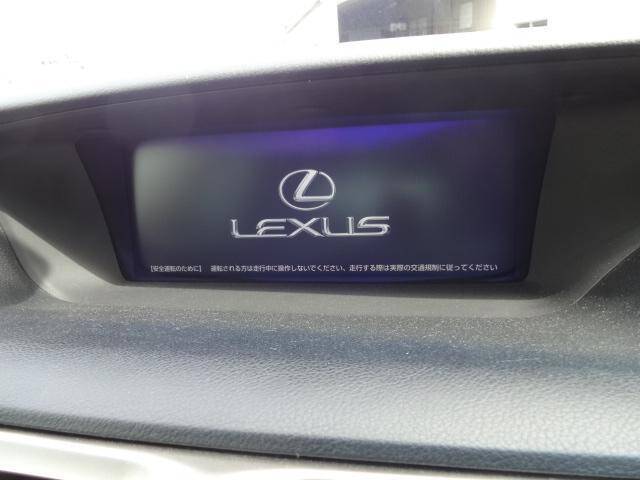 LEXUS
【安全運転のために】 運転される方は走行中に操作しないでください、走行する際は実際の交通規制に従ってください